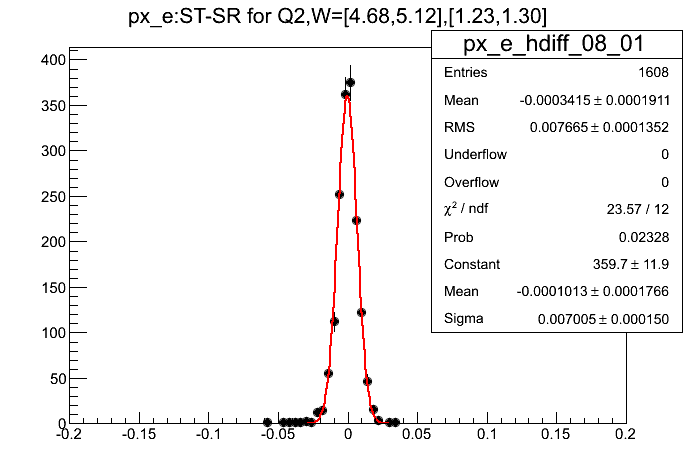 px_e:ST-SR for Q2,W=[4.68,5.12],[1.23,1.30]
px_e_hdiff_08_01
Entries 1608
Mean -0.0003415 ± 0.0001911
RMS 0.007665 ± 0.0001352
Underflow 0
Overflow 0
χ² / ndf 23.57 / 12
Prob 0.02328
Constant 359.7 ± 11.9
Mean -0.0001013 ± 0.0001766
Sigma 0.007005 ± 0.000150
400
350
300
250
200
150
100
50
0
-0.2 -0.15 -0.1 -0.05 0 0.05 0.1 0.15 0.2